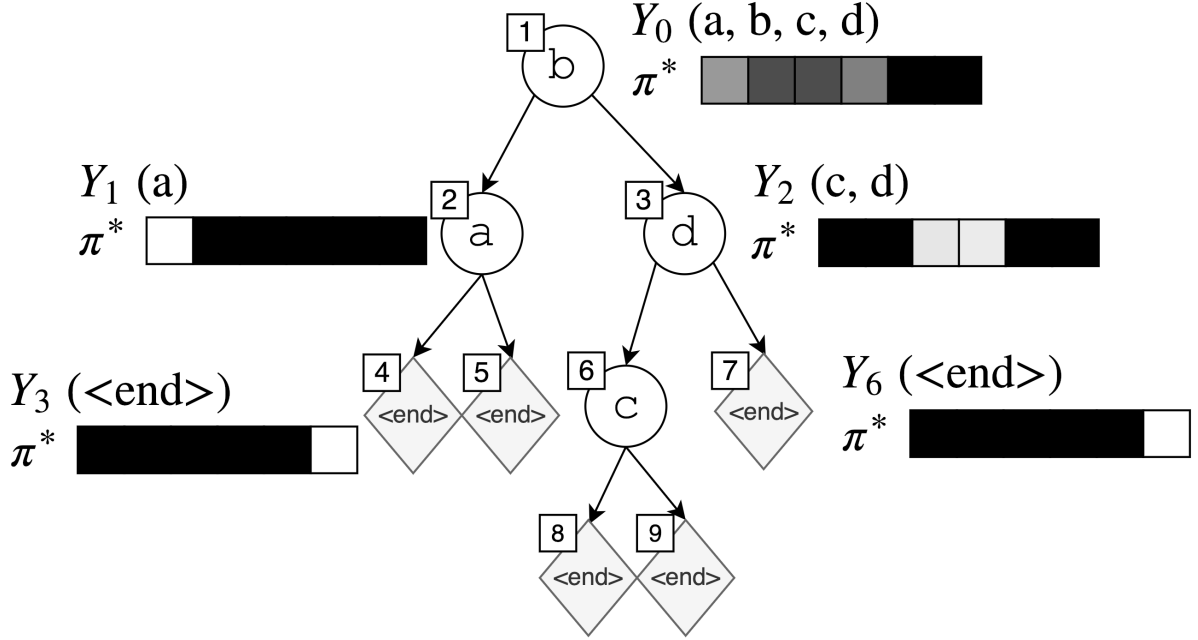 1
b
Y0 (a, b, c, d)
π*
Y1 (a)
π*
2
a
3
d
Y2 (c, d)
π*
Y3 (<end>)
π*
4
<end>
5
<end>
6
c
7
<end>
Y6 (<end>)
π*
8
<end>
9
<end>